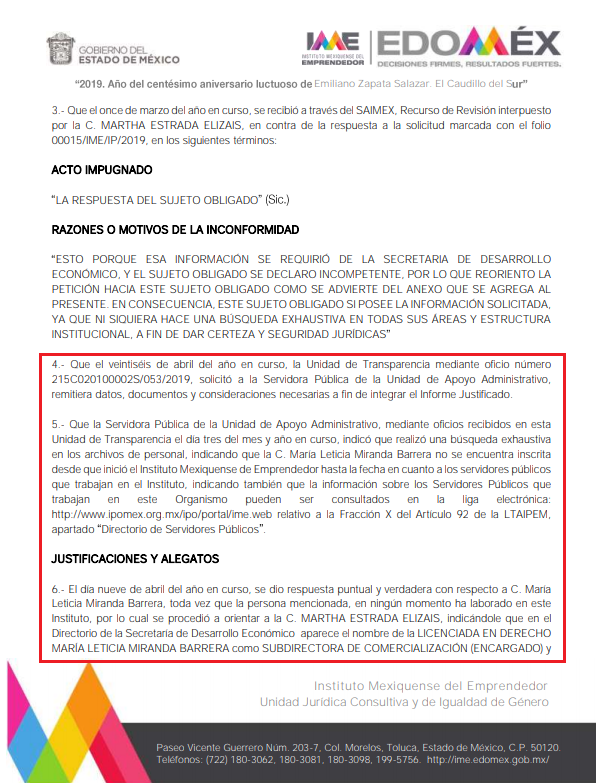 GOBIERNO DEL
ESTADO DE MÉXICO
IME
INSTITUTO MEXIQUENSE DEL
EMPRENDEDOR
EDOMÉX
DECISIONES FIRMES, RESULTADOS FUERTES.
“2019. Año del centésimo aniversario luctuoso de Emiliano Zapata Salazar. El Caudillo del Sur”
3.- Que el once de marzo del año en curso, se recibió a través del SAIMEX, Recurso de Revisión interpuesto
por la C. MARTHA ESTRADA ELIZAIS, en contra de la respuesta a la solicitud marcada con el folio
00015/IME/IP/2019, en los siguientes términos:
ACTO IMPUGNADO
“LA RESPUESTA DEL SUJETO OBLIGADO” (Sic.)
RAZONES O MOTIVOS DE LA INCONFORMIDAD
“ESTO PORQUE ESA INFORMACIÓN SE REQUIRIÓ DE LA SECRETARIA DE DESARROLLO
ECONÓMICO, Y EL SUJETO OBLIGADO SE DECLARO INCOMPETENTE, POR LO QUE REORIENTO LA
PETICIÓN HACIA ESTE SUJETO OBLIGADO COMO SE ADVIERTE DEL ANEXO QUE SE AGREGA AL
PRESENTE. EN CONSECUENCIA, ESTE SUJETO OBLIGADO SI POSEE LA INFORMACIÓN SOLICITADA,
YA QUE NI SIQUIERA HACE UNA BÚSQUEDA EXHAUSTIVA EN TODAS SUS ÁREAS Y ESTRUCTURA
INSTITUCIONAL, A FIN DE DAR CERTEZA Y SEGURIDAD JURÍDICAS”
4.- Que el veintiséis de abril del año en curso, la Unidad de Transparencia mediante oficio número
215C020100002S/053/2019, solicitó a la Servidora Pública de la Unidad de Apoyo Administrativo,
remitiera datos, documentos y consideraciones necesarias a fin de integrar el Informe Justificado.
5.- Que la Servidora Pública de la Unidad de Apoyo Administrativo, mediante oficios recibidos en esta
Unidad de Transparencia el día tres del mes y año en curso, indicó que realizó una búsqueda exhaustiva
en los archivos de personal, indicando que la C. María Leticia Miranda Barrera no se encuentra inscrita
desde que inició el Instituto Mexiquense de Emprendedor hasta la fecha en cuanto a los servidores públicos
que trabajan en el Instituto, indicando también que la información sobre los Servidores Públicos que
trabajan en este Organismo pueden ser consultados en la liga electrónica:
http://www.ipomex.org.mx/ipo/portal/ime.web relativo a la Fracción X del Artículo 92 de la LTAIPEM,
apartado “Directorio de Servidores Públicos”.
JUSTIFICACIONES Y ALEGATOS
6.- El día nueve de abril del año en curso, se dio respuesta puntual y verdadera con respecto a C. María
Leticia Miranda Barrera, toda vez que la persona mencionada, en ningún momento ha laborado en este
Instituto, por lo cual se procedió a orientar a la C. MARTHA ESTRADA ELIZAIS, indicándole que en el
Directorio de la Secretaría de Desarrollo Económico aparece el nombre de la LICENCIADA EN DERECHO
MARÍA LETICIA MIRANDA BARRERA como SUBDIRECTORA DE COMERCIALIZACIÓN (ENCARGADO) y
Instituto Mexiquense del Emprendedor
Unidad Jurídica Consultiva y de Igualdad de Género
Paseo Vicente Guerrero Núm. 203-7, Col. Morelos, Toluca, Estado de México, C.P. 50120.
Teléfonos: (722) 180-3062, 180-3081, 180-3098, 199-5756. http://ime.edomex.gob.mx/